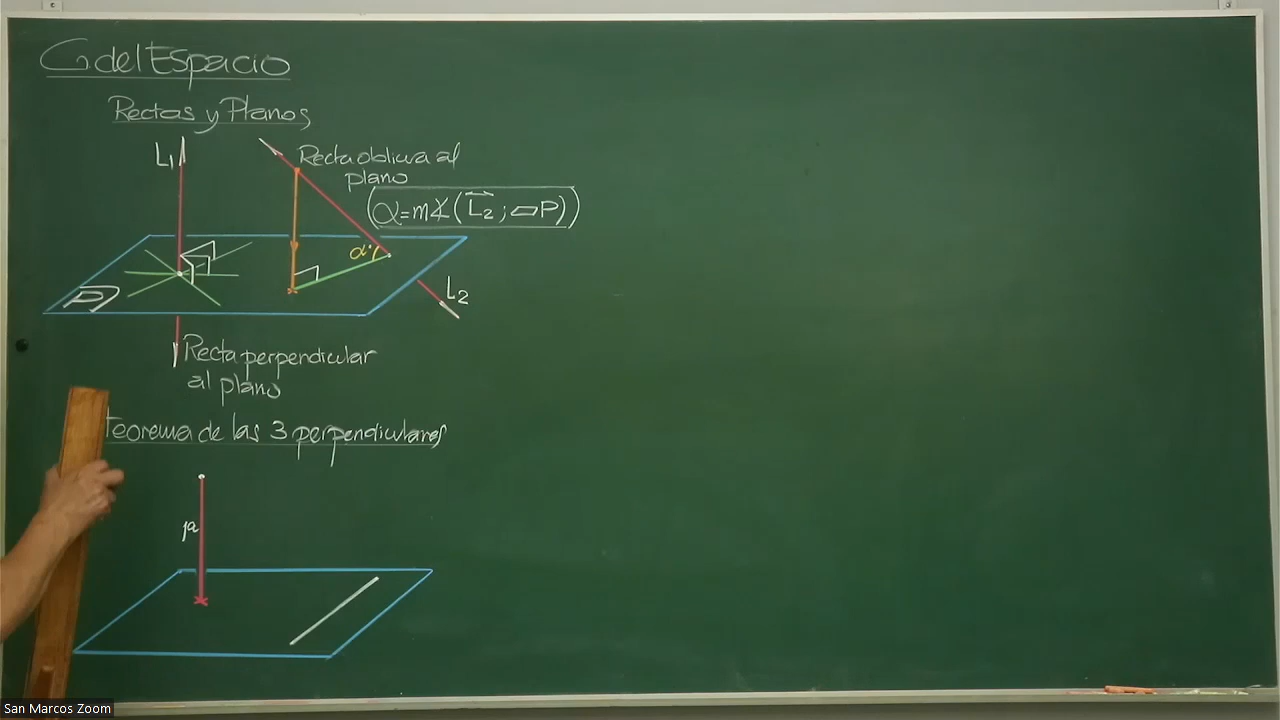 G del Espacio
Rectas y Planos
L1
Recta oblicua al
plano
(α=m∡(L2; ▱P))
α
P
L2
Recta perpendicular
al plano
Teorema de las 3 perpendiculares
1ª
San Marcos Zoom